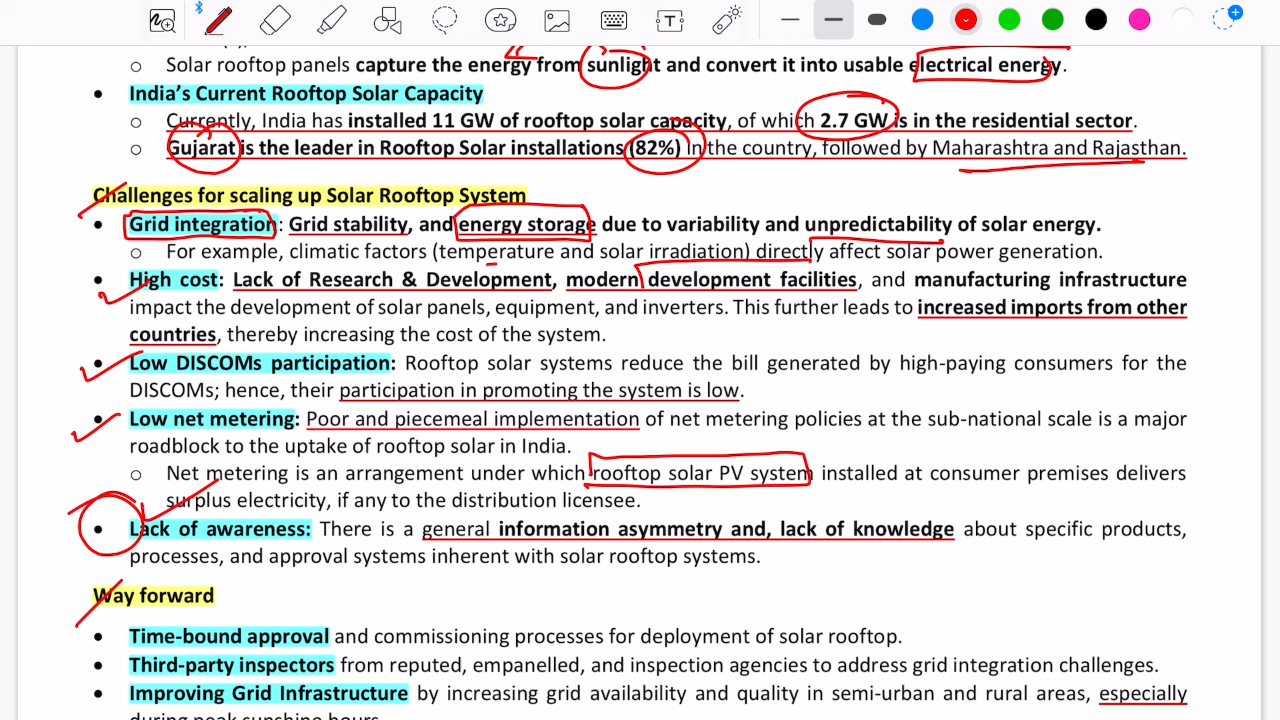 o Solar rooftop panels capture the energy from sunlight and convert it into usable electrical energy.
• India’s Current Rooftop Solar Capacity
o Currently, India has installed 11 GW of rooftop solar capacity, of which 2.7 GW is in the residential sector.
o Gujarat is the leader in Rooftop Solar installations (82%) in the country, followed by Maharashtra and Rajasthan.
Challenges for scaling up Solar Rooftop System
• Grid integration: Grid stability, and energy storage due to variability and unpredictability of solar energy.
o For example, climatic factors (temperature and solar irradiation) directly affect solar power generation.
• High cost: Lack of Research & Development, modern development facilities, and manufacturing infrastructure
impact the development of solar panels, equipment, and inverters. This further leads to increased imports from other
countries, thereby increasing the cost of the system.
• Low DISCOMs participation: Rooftop solar systems reduce the bill generated by high-paying consumers for the
DISCOMs; hence, their participation in promoting the system is low.
• Low net metering: Poor and piecemeal implementation of net metering policies at the sub-national scale is a major
roadblock to the uptake of rooftop solar in India.
o Net metering is an arrangement under which rooftop solar PV system installed at consumer premises delivers
surplus electricity, if any to the distribution licensee.
• Lack of awareness: There is a general information asymmetry and, lack of knowledge about specific products,
processes, and approval systems inherent with solar rooftop systems.
Way forward
• Time-bound approval and commissioning processes for deployment of solar rooftop.
• Third-party inspectors from reputed, empanelled, and inspection agencies to address grid integration challenges.
• Improving Grid Infrastructure by increasing grid availability and quality in semi-urban and rural areas, especially
during peak sunshine hours.